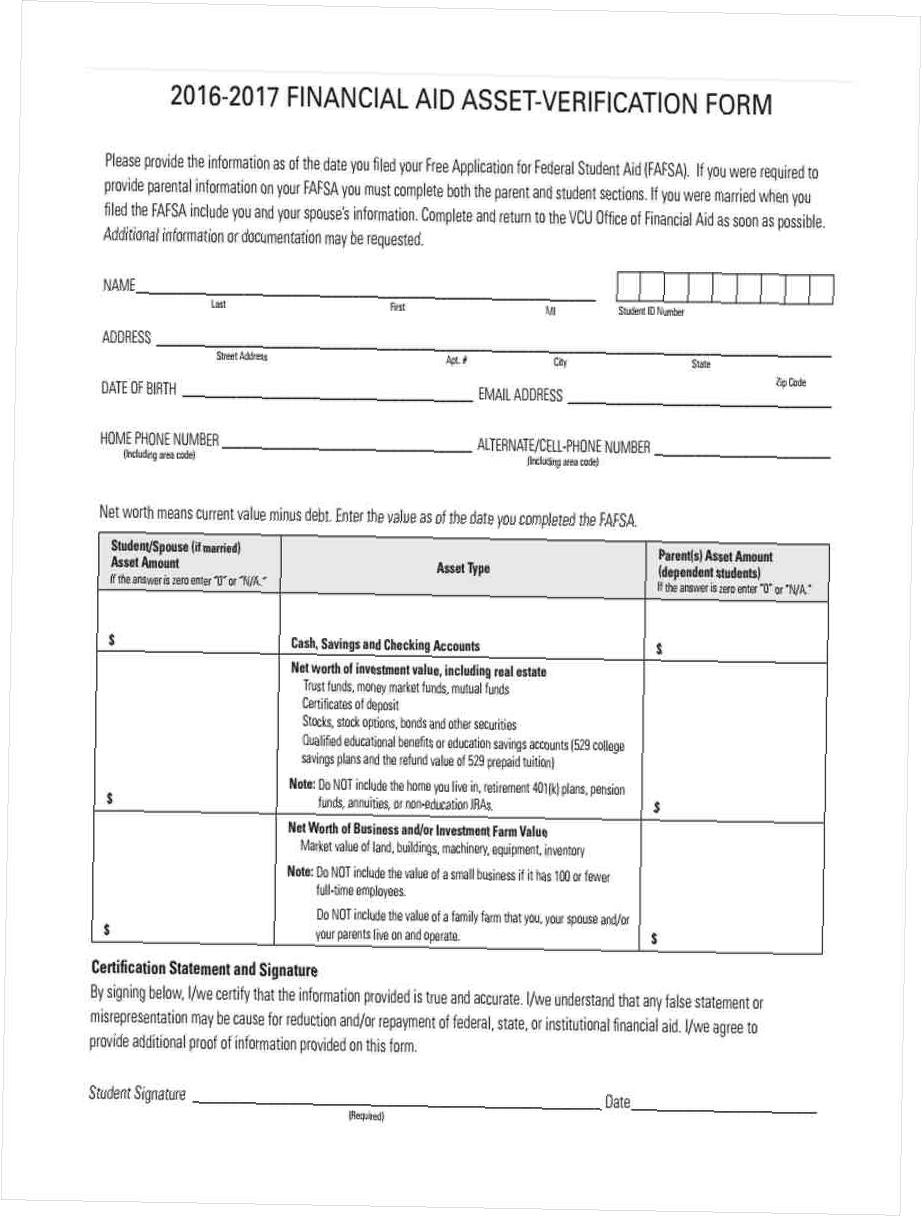 2016-2017 FINANCIAL AID ASSET-VERIFICATION FORM
Please provide the information as of the date you filed your Free Application for Federal Student Aid (FAFSA). If you were required to
provide parental information on your FAFSA you must complete both the parent and student sections. If you were married when you
filed the FAFSA include you and your spouse's information. Complete and return to the VCU Office of Financial Aid as soon as possible.
Additional information or documentation may be requested.
NAME
Last First MI Student ID Number
ADDRESS
Street Address Apt. # City State Zip Code
DATE OF BIRTH EMAIL ADDRESS
HOME PHONE NUMBER ALTERNATE/CELL-PHONE NUMBER
(Including area code) (Including area code)
Net worth means current value minus debt. Enter the value as of the date you completed the FAFSA.
Student/Spouse (if married)
Asset Amount
If the answer is zero enter "0" or "N/A."
Asset Type
Parent(s) Asset Amount
(dependent students)
If the answer is zero enter "0" or "N/A."
$ Cash, Savings and Checking Accounts $
Net worth of investment value, including real estate
Trust funds, money market funds, mutual funds
Certificates of deposit
Stocks, stock options, bonds and other securities
Qualified educational benefits or education savings accounts (529 college
savings plans and the refund value of 529 prepaid tuition)
Note: Do NOT include the home you live in, retirement 401(k) plans, pension
funds, annuities, or non-education IRAs.
$ $
Net Worth of Business and/or Investment Farm Value
Market value of land, buildings, machinery, equipment, inventory
Note: Do NOT include the value of a small business if it has 100 or fewer
full-time employees.
Do NOT include the value of a family farm that you, your spouse and/or
your parents live on and operate.
$ $
Certification Statement and Signature
By signing below, I/we certify that the information provided is true and accurate. I/we understand that any false statement or
misrepresentation may be cause for reduction and/or repayment of federal, state, or institutional financial aid. I/we agree to
provide additional proof of information provided on this form.
Student Signature Date
(Required)